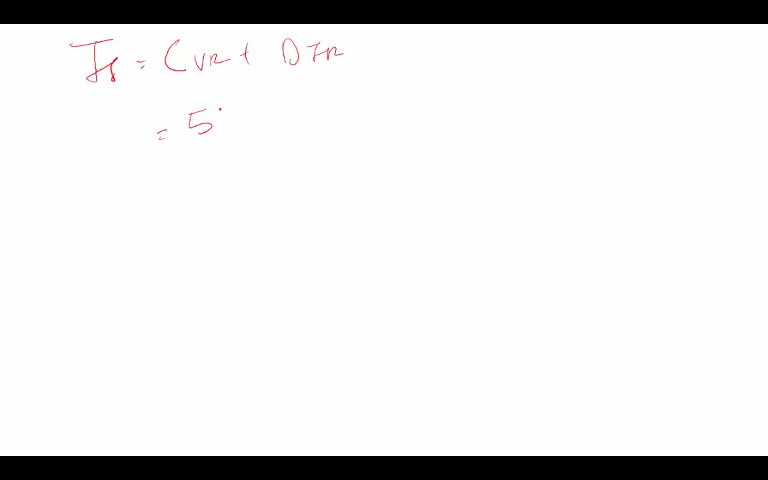 Is = CVR + DIR
= 5